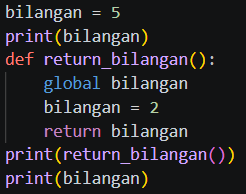 bilangan = 5
print(bilangan)
def return_bilangan():
    global bilangan
    bilangan = 2
    return bilangan
print(return_bilangan())
print(bilangan)